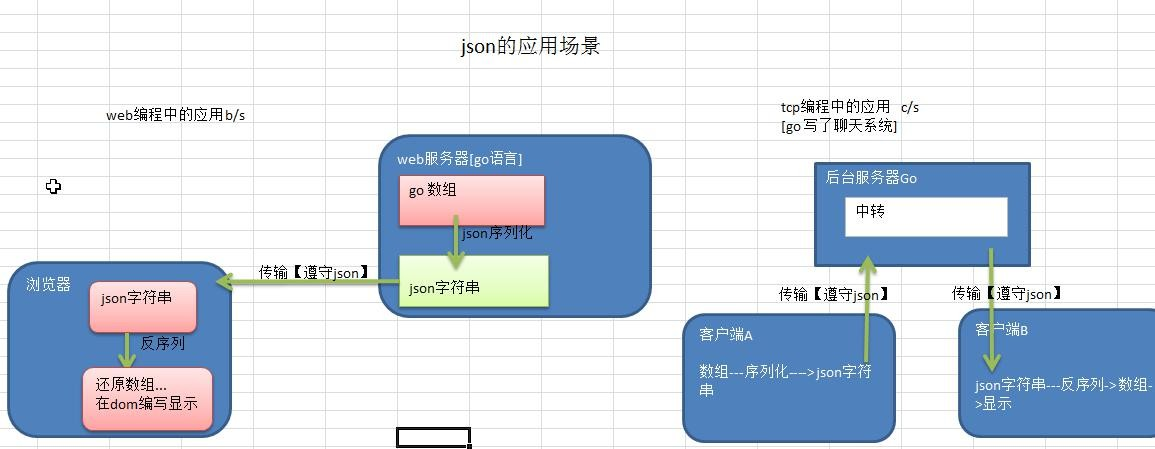 json的应用场景
web编程中的应用b/s
web服务器[go语言]
go 数组
json序列化
json字符串
传输【遵守json】
浏览器
json字符串
反序列
还原数组...
在dom编写显示
tcp编程中的应用 c/s
[go 写了聊天系统]
后台服务器Go
中转
传输【遵守json】
传输【遵守json】
客户端A
数组---序列化---->json字符
串
客户端B
json字符串---反序列->数组-
->显示